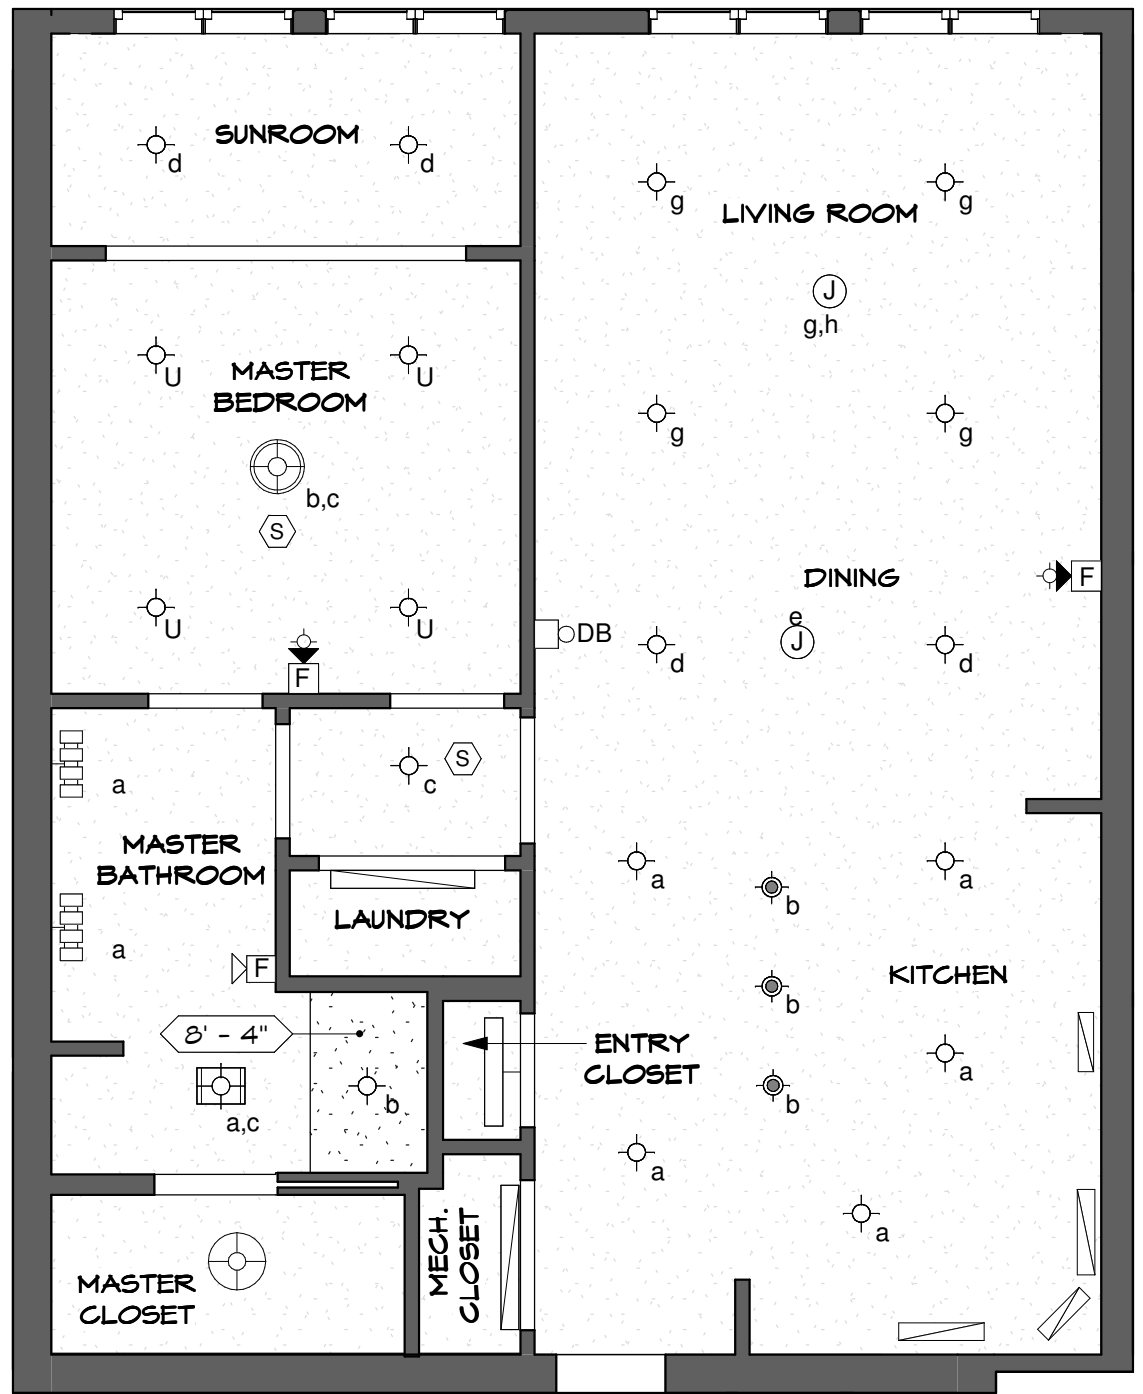 SUNROOM
d
d
g
LIVING ROOM
g
J
g,h
U
MASTER
BEDROOM
U
g
g
b,c
S
DINING
F
U
U
e
J
DB
d
d
F
c
S
a
MASTER
BATHROOM
a
a
b
a
LAUNDRY
a
F
KITCHEN
b
8' - 4"
ENTRY
CLOSET
a
b
b
a,c
a
MECH.
CLOSET
a
MASTER
CLOSET